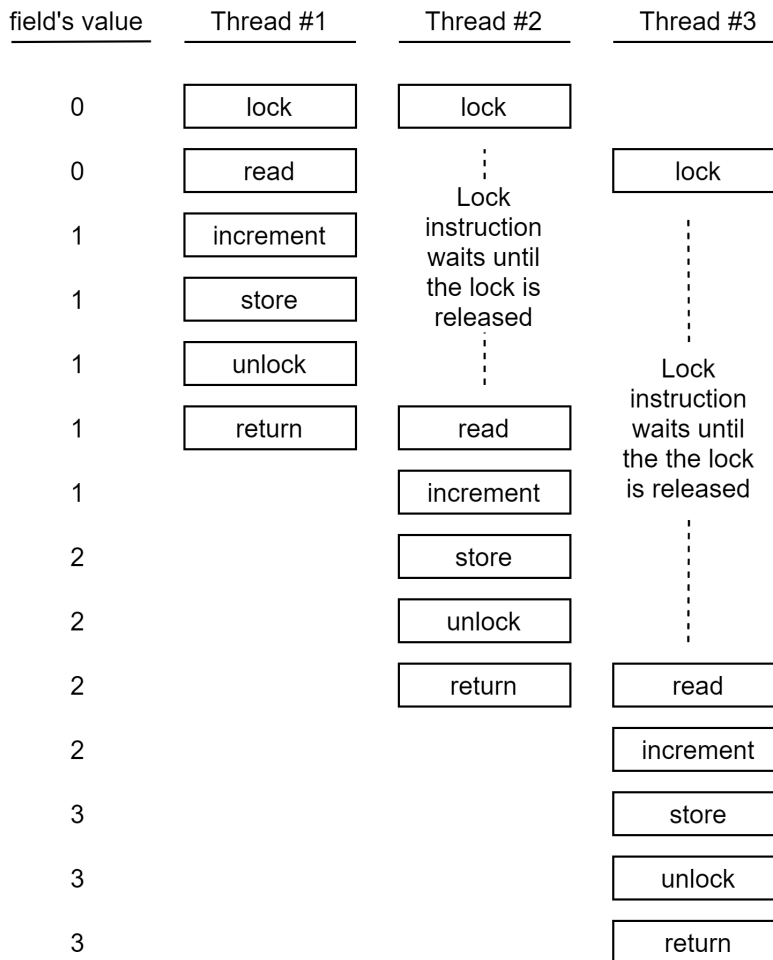 field's value Thread #1 Thread #2 Thread #3
0 lock lock
0 read lock
Lock
1 increment instruction
waits until
1 store the lock is
released
1 unlock Lock
instruction
1 return read waits until
the the lock
1 increment is released
2 store
2 unlock
2 return read
2 increment
3 store
3 unlock
3 return